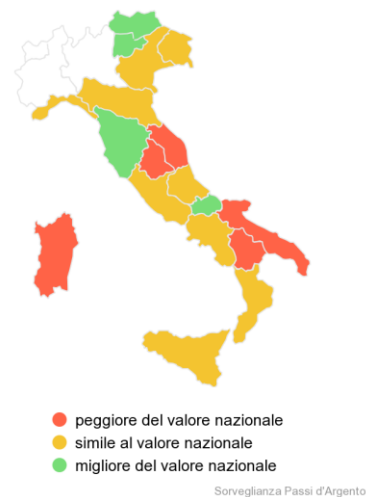 peggiore del valore nazionale
simile al valore nazionale
migliore del valore nazionale
Sorveglianza Passi d'Argento